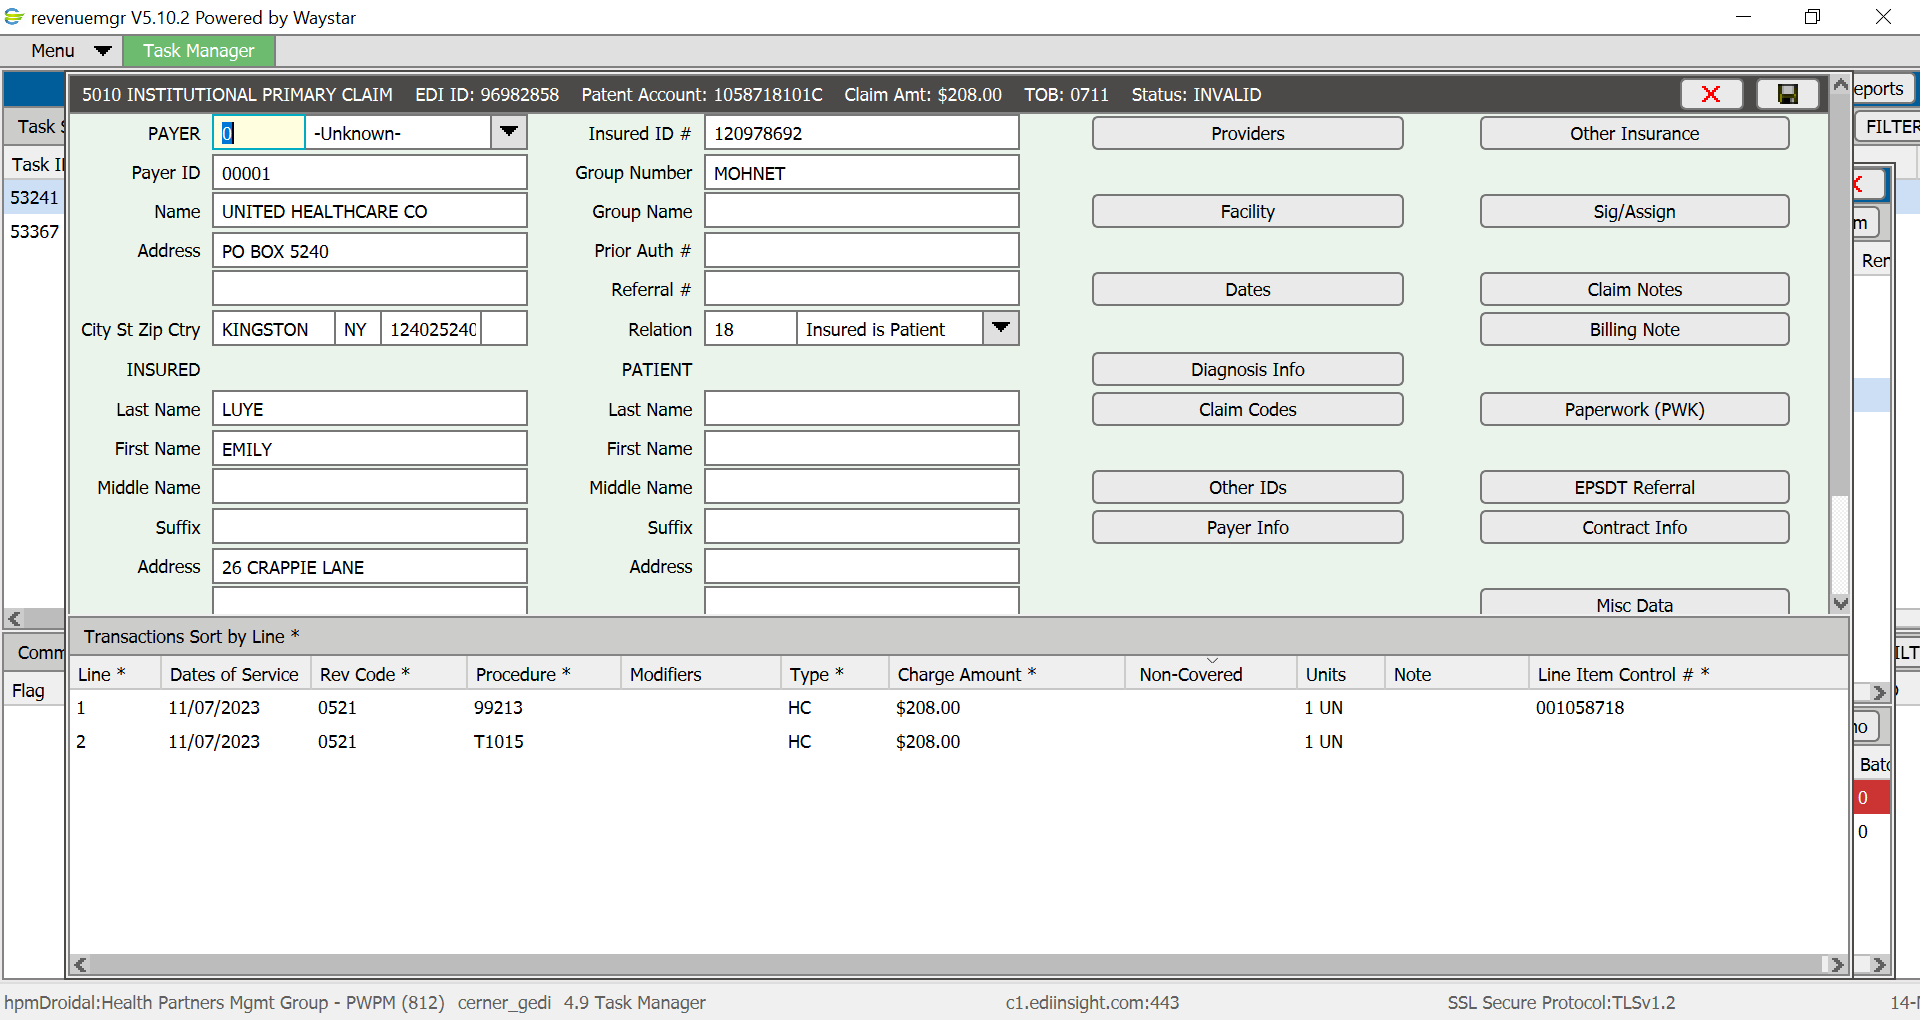 revenuemgr V5.10.2 Powered by Waystar
Menu Task Manager
5010 INSTITUTIONAL PRIMARY CLAIM EDI ID: 96982858 Patent Account: 1058718101C Claim Amt: $208.00 TOB: 0711 Status: INVALID
eports
Task S
FILTER
PAYER 0 -Unknown- Insured ID # 120978692 Providers Other Insurance
Task I
Payer ID 00001 Group Number MOHNET
53241
Name UNITED HEALTHCARE CO Group Name Facility Sig/Assign
m
53367
Address PO BOX 5240 Prior Auth #
Rer
Referral # Dates Claim Notes
City St Zip Ctry KINGSTON NY 124025240 Relation 18 Insured is Patient Billing Note
INSURED PATIENT Diagnosis Info
Last Name LUYE Last Name Claim Codes Paperwork (PWK)
First Name EMILY First Name
Middle Name Middle Name Other IDs EPSDT Referral
Suffix Suffix Payer Info Contract Info
Address 26 CRAPPIE LANE Address
Misc Data
Transactions Sort by Line *
Comm
ILT
Line * Dates of Service Rev Code * Procedure * Modifiers Type * Charge Amount * Non-Covered Units Note Line Item Control # *
Flag
1 11/07/2023 0521 99213 HC $208.00 1 UN 001058718
2 11/07/2023 0521 T1015 HC $208.00 1 UN
no
Batc
0
0
hpmDroidal:Health Partners Mgmt Group - PWPM (812) cerner_gedi 4.9 Task Manager c1.ediinsight.com:443 SSL Secure Protocol:TLSv1.2 14-